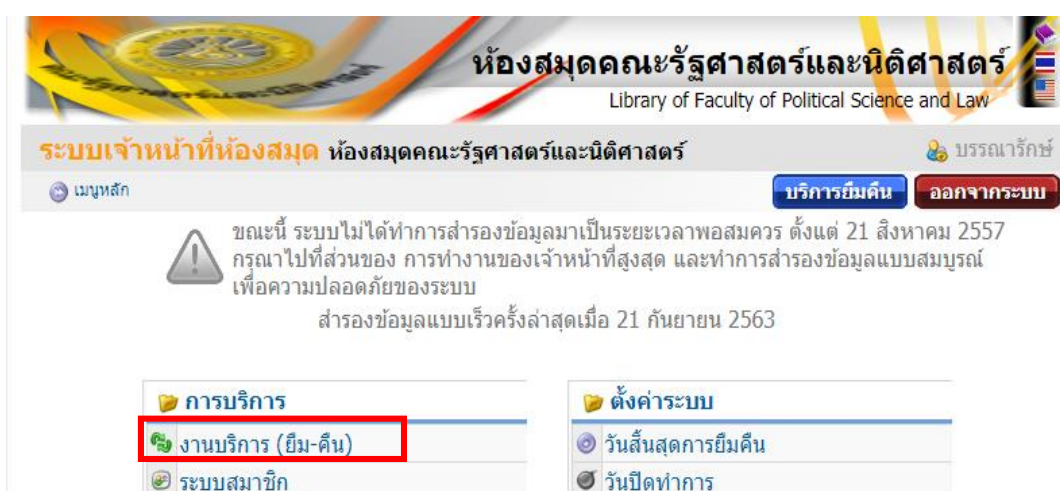 ห้องสมุดคณะรัฐศาสตร์และนิติศาสตร์
Library of Faculty of Political Science and Law
ระบบเจ้าหน้าที่ห้องสมุด ห้องสมุดคณะรัฐศาสตร์และนิติศาสตร์ บรรณารักษ์
เมนูหลัก บริการยืมคืน ออกจากระบบ
ขณะนี้ ระบบไม่ได้ทำการสำรองข้อมูลมาเป็นระยะเวลาพอสมควร ตั้งแต่ 21 สิงหาคม 2557
กรุณาไปที่ส่วนของ การทำงานของเจ้าหน้าที่สูงสุด และทำการสำรองข้อมูลแบบสมบูรณ์
เพื่อความปลอดภัยของระบบ
สำรองข้อมูลแบบเร็วครั้งล่าสุดเมื่อ 21 กันยายน 2563
การบริการ ตั้งค่าระบบ
งานบริการ (ยืม-คืน) วันสิ้นสุดการยืมคืน
ระบบสมาชิก วันปิดทำการ